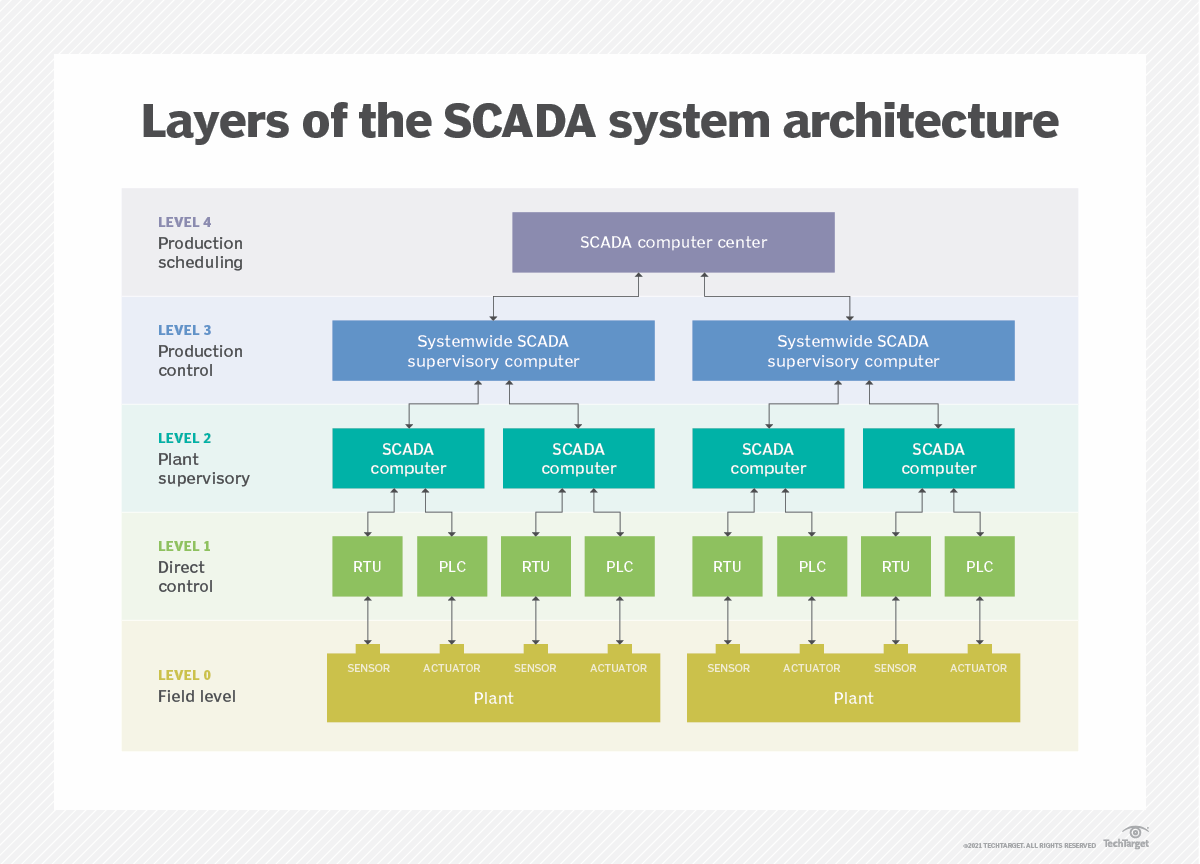 Layers of the SCADA system architecture
LEVEL 4
Production
scheduling
SCADA computer center
LEVEL 3
Production
control
Systemwide SCADA
supervisory computer
Systemwide SCADA
supervisory computer
LEVEL 2
Plant
supervisory
SCADA
computer
SCADA
computer
SCADA
computer
SCADA
computer
LEVEL 1
Direct
control
RTU
PLC
RTU
PLC
RTU
PLC
RTU
PLC
LEVEL 0
Field level
SENSOR
ACTUATOR
SENSOR
ACTUATOR
Plant
SENSOR
ACTUATOR
SENSOR
ACTUATOR
Plant
©2021 TECHTARGET. ALL RIGHTS RESERVED
TechTarget